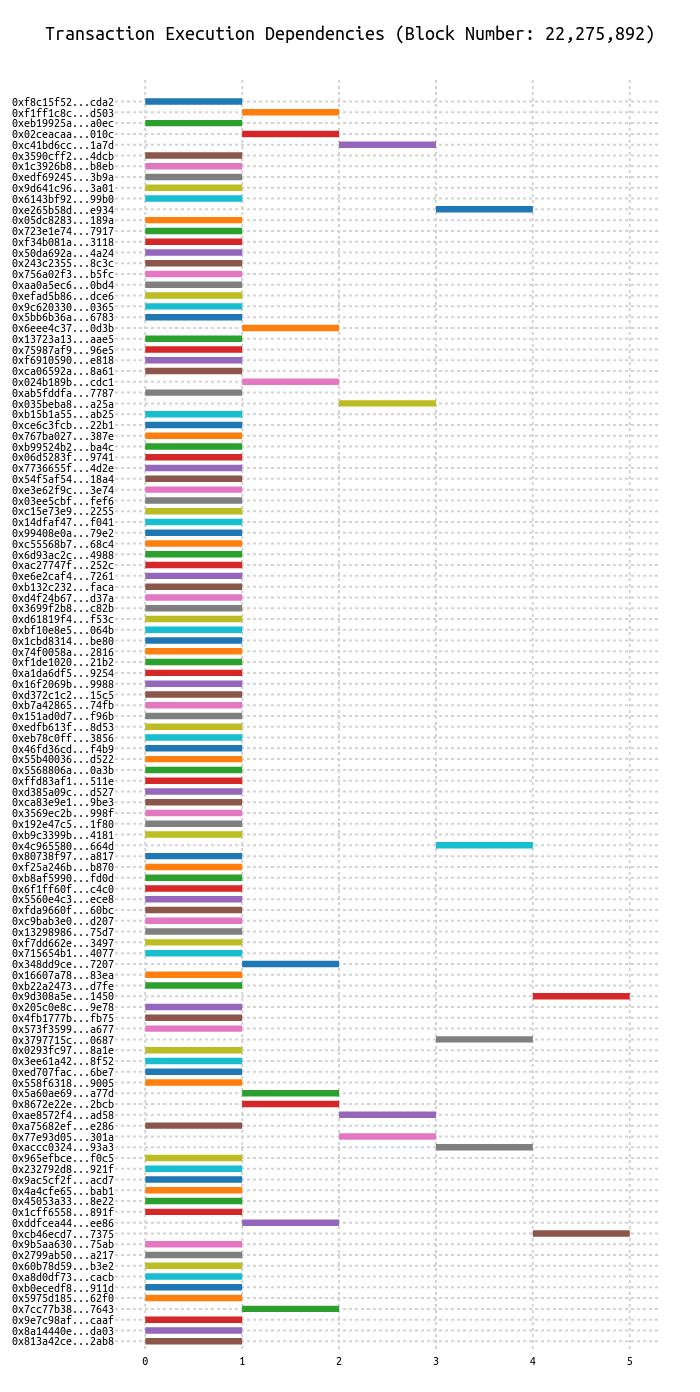 Transaction Execution Dependencies (Block Number: 22,275,892)
0xf8c15f52...cda2
0xf1ff1c8c...d503
0xeb19925a...a0ec
0x02ceacaa...010c
0xc41bd6cc...1a7d
0x3590cff2...4dcb
0x1c3926b8...b8eb
0xedf69245...3b9a
0x9d641c96...3a01
0x6143bf92...99b0
0xe265b58d...e934
0x05dc8283...189a
0x723e1e74...7917
0xf34b081a...3118
0x50da692a...4a24
0x243c2355...8c3c
0x756a02f3...b5fc
0xaa0a5ec6...0bd4
0xefad5b86...dce6
0x9c620330...0365
0x5bb6b36a...6783
0x6eee4c37...0d3b
0x13723a13...aae5
0x75987af9...96e5
0xf6910590...e818
0xca06592a...8a61
0x024b189b...cdc1
0xab5fddfa...7787
0x035beba8...a25a
0xb15b1a55...ab25
0xce6c3fcb...22b1
0x767ba027...387e
0xb99524b2...ba4c
0x06d5283f...9741
0x7736655f...4d2e
0x54f5af54...18a4
0xe3e62f9c...3e74
0x03ee5cbf...fef6
0xc15e73e9...2255
0x14dfaf47...f041
0x99408e0a...79e2
0xc55568b7...68c4
0x6d93ac2c...4988
0xac27747f...252c
0xe6e2caf4...7261
0xb132c232...faca
0xd4f24b67...d37a
0x3699f2b8...c82b
0xd61819f4...f53c
0xbf10e8e5...064b
0x1cbd8314...be80
0x74f0058a...2816
0xf1de1020...21b2
0xa1da6df5...9254
0x16f2069b...9988
0xd372c1c2...15c5
0xb7a42865...74fb
0x151ad0d7...f96b
0xedfb613f...8d53
0xeb78c0ff...3856
0x46fd36cd...f4b9
0x55b40036...d522
0x5568806a...0a3b
0xffd83af1...511e
0xd385a09c...d527
0xca83e9e1...9be3
0x3569ec2b...998f
0x192e47c5...1f80
0xb9c3399b...4181
0x4c965580...664d
0x80738f97...a817
0xf25a246b...b870
0xb8af5990...fd0d
0x6f1ff60f...c4c0
0x5560e4c3...ece8
0xfda9660f...60bc
0xc9bab3e0...d207
0x13298986...75d7
0xf7dd662e...3497
0x715654b1...4077
0x348dd9ce...7207
0x16607a78...83ea
0xb22a2473...d7fe
0x9d308a5e...1450
0x205c0e8c...9e78
0x4fb1777b...fb75
0x573f3599...a677
0x3797715c...0687
0x0293fc97...8a1e
0x3ee61a42...8f52
0xed707fac...6be7
0x558f6318...9005
0x5a60ae69...a77d
0x8672e22e...2bcb
0xae8572f4...ad58
0xa75682ef...e286
0x77e93d05...301a
0xaccc0324...93a3
0x965efbce...f0c5
0x232792d8...921f
0x9ac5cf2f...acd7
0x4a4cfe65...bab1
0x45053a33...8e22
0x1cff6558...891f
0xddfcea44...ee86
0xcb46ecd7...7375
0x9b5aa630...75ab
0x2799ab50...a217
0x60b78d59...b3e2
0xa8d0df73...cacb
0xb0ecedf8...911d
0x5975d185...62f0
0x7cc77b38...7643
0x9e7c98af...caaf
0x8a14440e...da03
0x813a42ce...2ab8
0 1 2 3 4 5